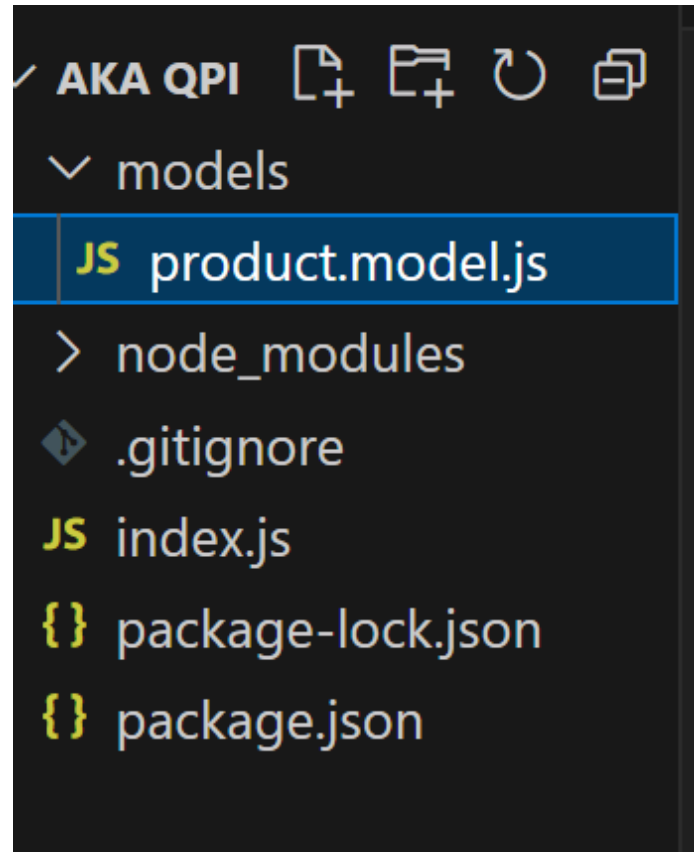 AKA QPI
models
JS product.model.js
node_modules
.gitignore
JS index.js
{} package-lock.json
{} package.json